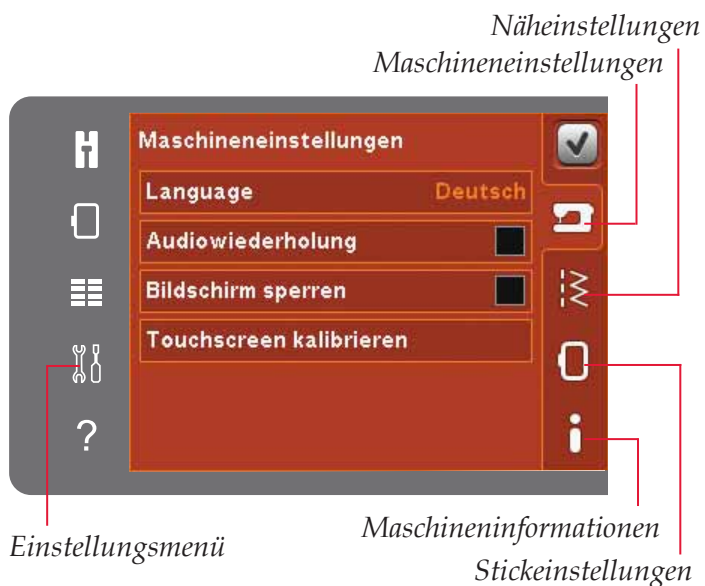 Näheinstellungen
Maschineneinstellungen
Maschineneinstellungen
Language Deutsch
Audiowiederholung
Bildschirm sperren
Touchscreen kalibrieren
?
Einstellungsmenü
Maschineninformationen
Stickeinstellungen